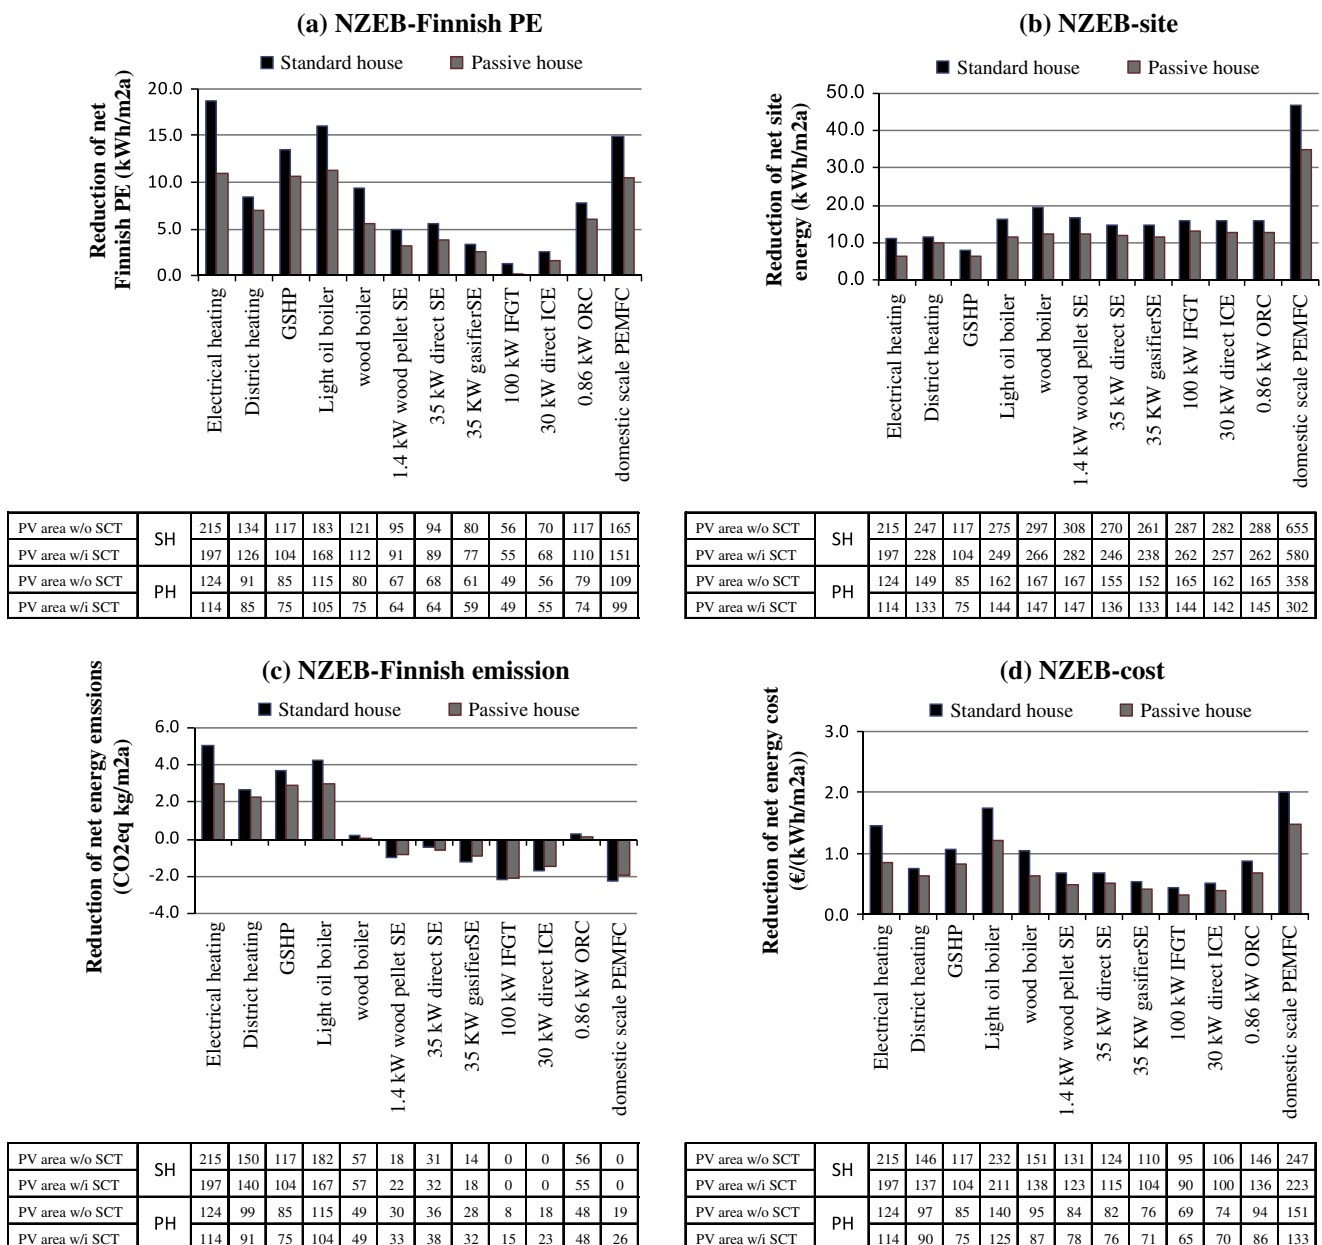 (a) NZEB-Finnish PE
Standard house Passive house
Reduction of net
Finnish PE (kWh/m2a)
20.0
15.0
10.0
5.0
0.0
Electrical heating
District heating
GSHP
Light oil boiler
wood boiler
1.4 kW wood pellet SE
35 kW direct SE
35 KW gasifierSE
100 kW IFGT
30 kW direct ICE
0.86 kW ORC
domestic scale PEMFC
PV area w/o SCT SH 215 134 117 183 121 95 94 80 56 70 117 165
PV area w/i SCT 197 126 104 168 112 91 89 77 55 68 110 151
PV area w/o SCT PH 124 91 85 115 80 67 68 61 49 56 79 109
PV area w/i SCT 114 85 75 105 75 64 64 59 49 55 74 99
(b) NZEB-site
Standard house Passive house
Reduction of net site
energy (kWh/m2a)
50.0
40.0
30.0
20.0
10.0
0.0
Electrical heating
District heating
GSHP
Light oil boiler
wood boiler
1.4 kW wood pellet SE
35 kW direct SE
35 KW gasifierSE
100 kW IFGT
30 kW direct ICE
0.86 kW ORC
domestic scale PEMFC
PV area w/o SCT SH 215 247 117 275 297 308 270 261 287 282 288 655
PV area w/i SCT 197 228 104 249 266 282 246 238 262 257 262 580
PV area w/o SCT PH 124 149 85 162 167 167 155 152 165 162 165 358
PV area w/i SCT 114 133 75 144 147 147 136 133 144 142 145 302
(c) NZEB-Finnish emission
Standard house Passive house
Reduction of net energy emssions
(CO2eq kg/m2a)
6.0
4.0
2.0
0.0
-2.0
-4.0
Electrical heating
District heating
GSHP
Light oil boiler
wood boiler
1.4 kW wood pellet SE
35 kW direct SE
35 KW gasifierSE
100 kW IFGT
30 kW direct ICE
0.86 kW ORC
domestic scale PEMFC
PV area w/o SCT SH 215 150 117 182 57 18 31 14 0 0 56 0
PV area w/i SCT 197 140 104 167 57 22 32 18 0 0 55 0
PV area w/o SCT PH 124 99 85 115 49 30 36 28 8 18 48 19
PV area w/i SCT 114 91 75 104 49 33 38 32 15 23 48 26
(d) NZEB-cost
Standard house Passive house
Reduction of net energy cost
(€/(kWh/m2a))
3.0
2.0
1.0
0.0
Electrical heating
District heating
GSHP
Light oil boiler
wood boiler
1.4 kW wood pellet SE
35 kW direct SE
35 KW gasifierSE
100 kW IFGT
30 kW direct ICE
0.86 kW ORC
domestic scale PEMFC
PV area w/o SCT SH 215 146 117 232 151 131 124 110 95 106 146 247
PV area w/i SCT 197 137 104 211 138 123 115 104 90 100 136 223
PV area w/o SCT PH 124 97 85 140 95 84 82 76 69 74 94 151
PV area w/i SCT 114 90 75 125 87 78 76 71 65 70 86 133